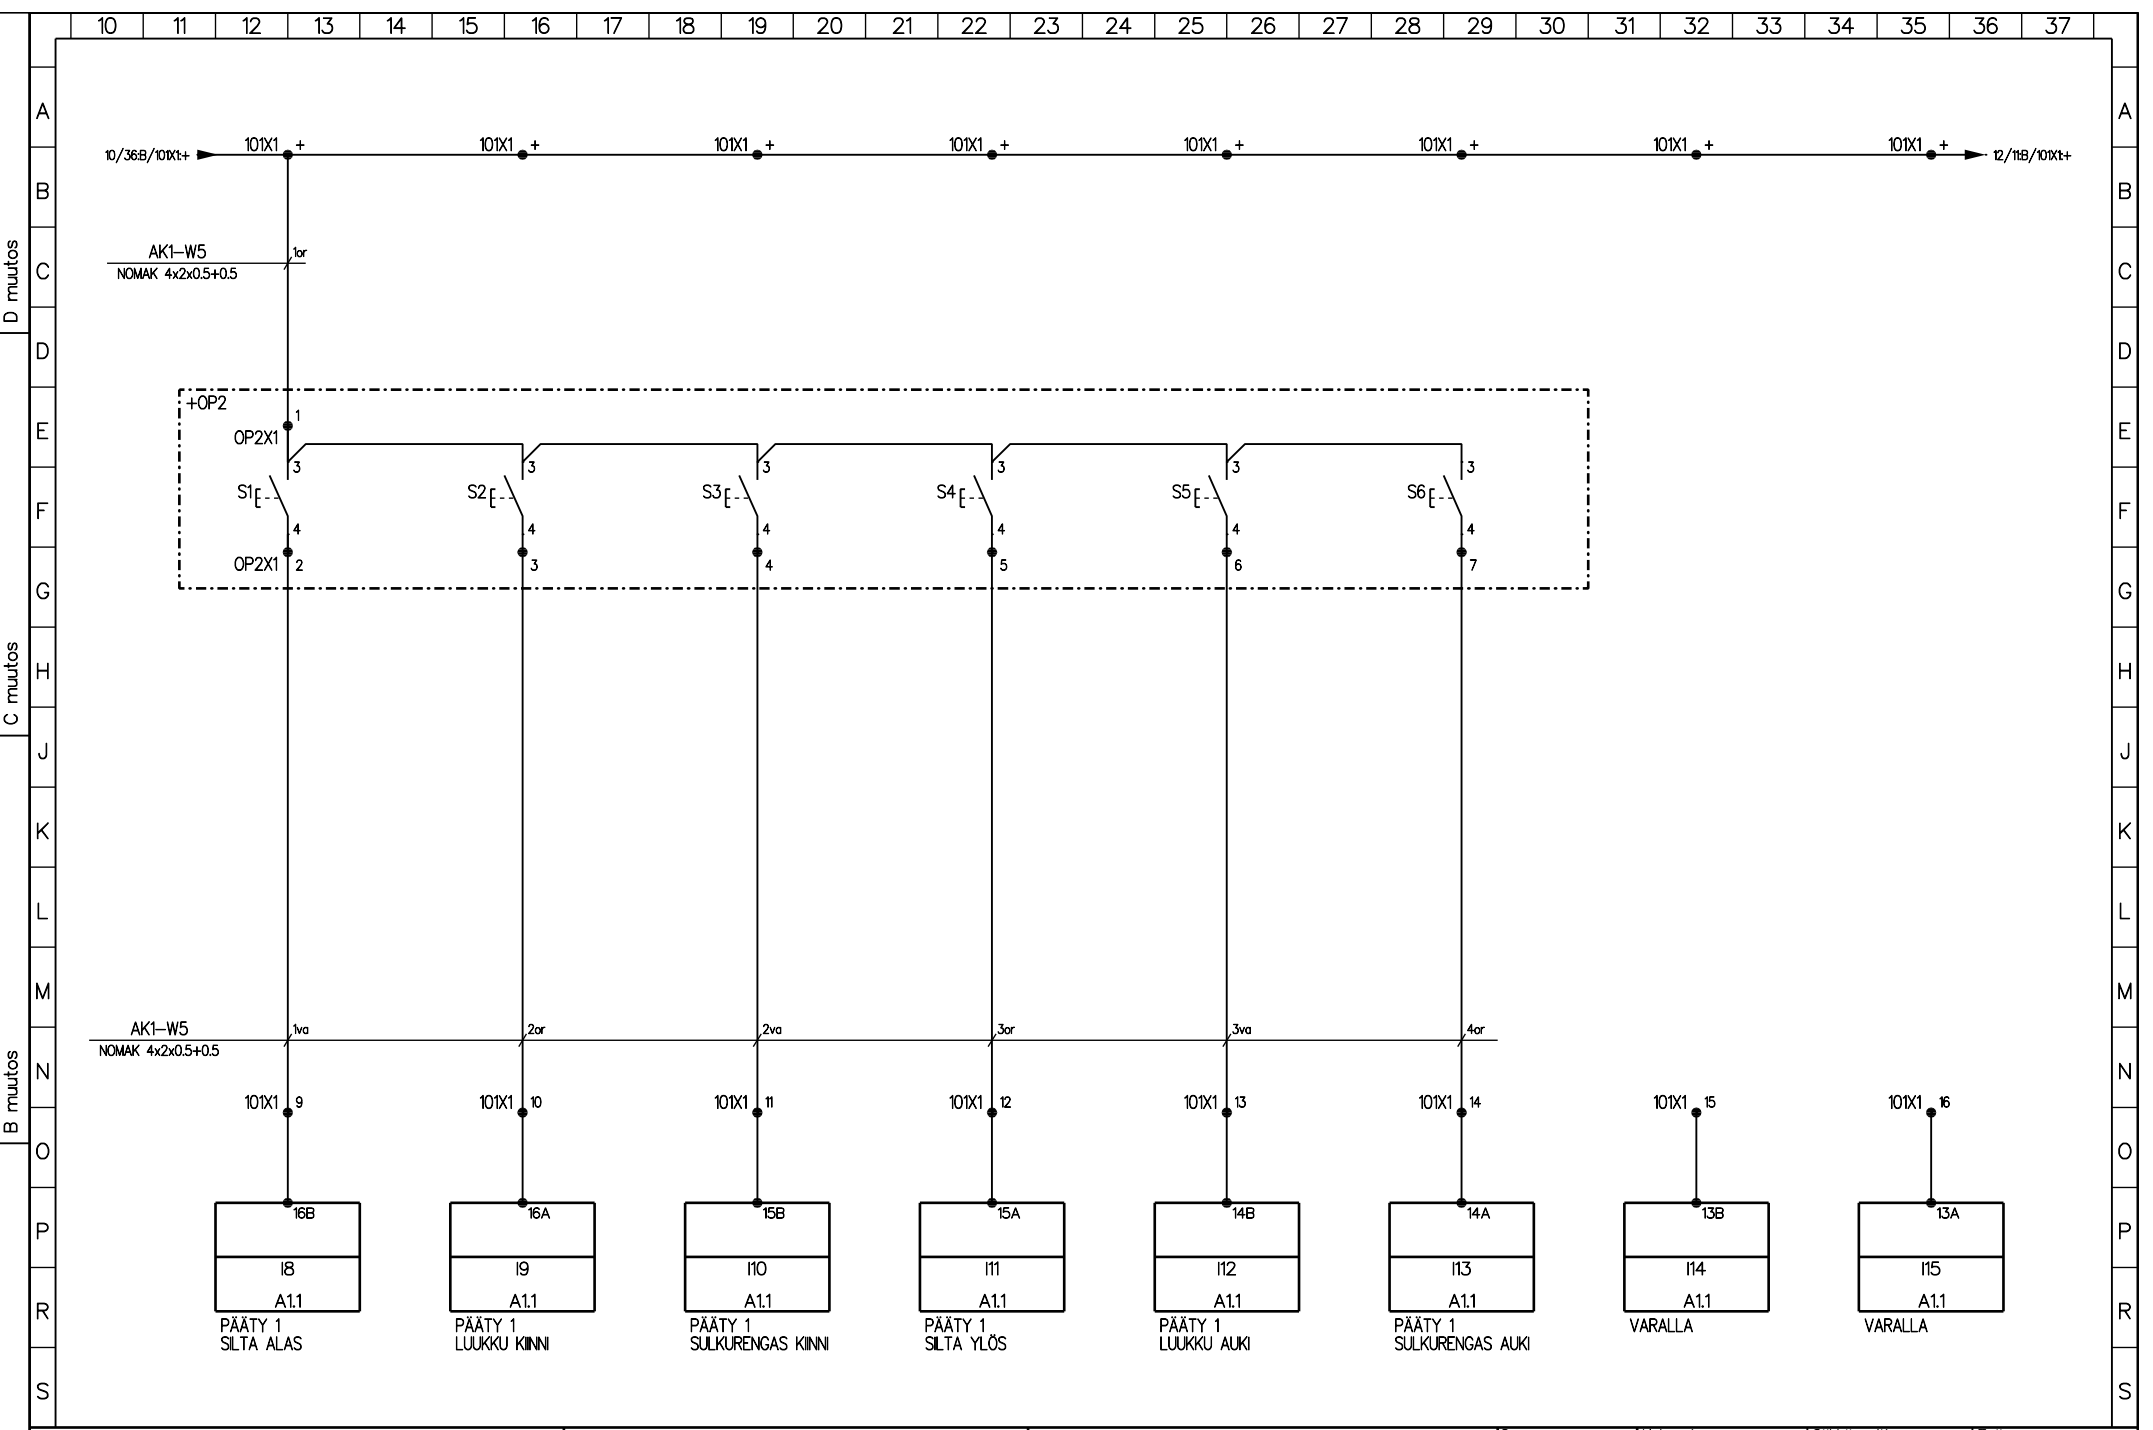 10 11 12 13 14 15 16 17 18 19 20 21 22 23 24 25 26 27 28 29 30 31 32 33 34 35 36 37
A A
101X1 + 101X1 + 101X1 + 101X1 + 101X1 + 101X1 + 101X1 + 101X1 +
10/36:B/101X1:+ 12/11:B/101X1:+
B B
D muutos
AK1-W5 1or
C C
NOMAK 4x2x0.5+0.5
D D
+OP2
1
E E
OP2X1
3 3 3 3 3 3
S1 S2 S3 S4 S5 S6
F F
4 4 4 4 4 4
OP2X1 2 3 4 5 6 7
G G
C muutos
H H
J J
K K
L L
M M
B muutos
AK1-W5 1va 2or 2va 3or 3va 4or
NOMAK 4x2x0.5+0.5
N N
101X1 9 101X1 10 101X1 11 101X1 12 101X1 13 101X1 14 101X1 15 101X1 16
O O
16B 16A 15B 15A 14B 14A 13B 13A
P P
I8 I9 I10 I11 I12 I13 I14 I15
A1.1 A1.1 A1.1 A1.1 A1.1 A1.1 A1.1 A1.1
R R
PÄÄTY 1 PÄÄTY 1 PÄÄTY 1 PÄÄTY 1 PÄÄTY 1 PÄÄTY 1 VARALLA VARALLA
SILTA ALAS LUUKKU KIINNI SULKURENGAS KIINNI SILTA YLÖS LUUKKU AUKI SULKURENGAS AUKI
S S